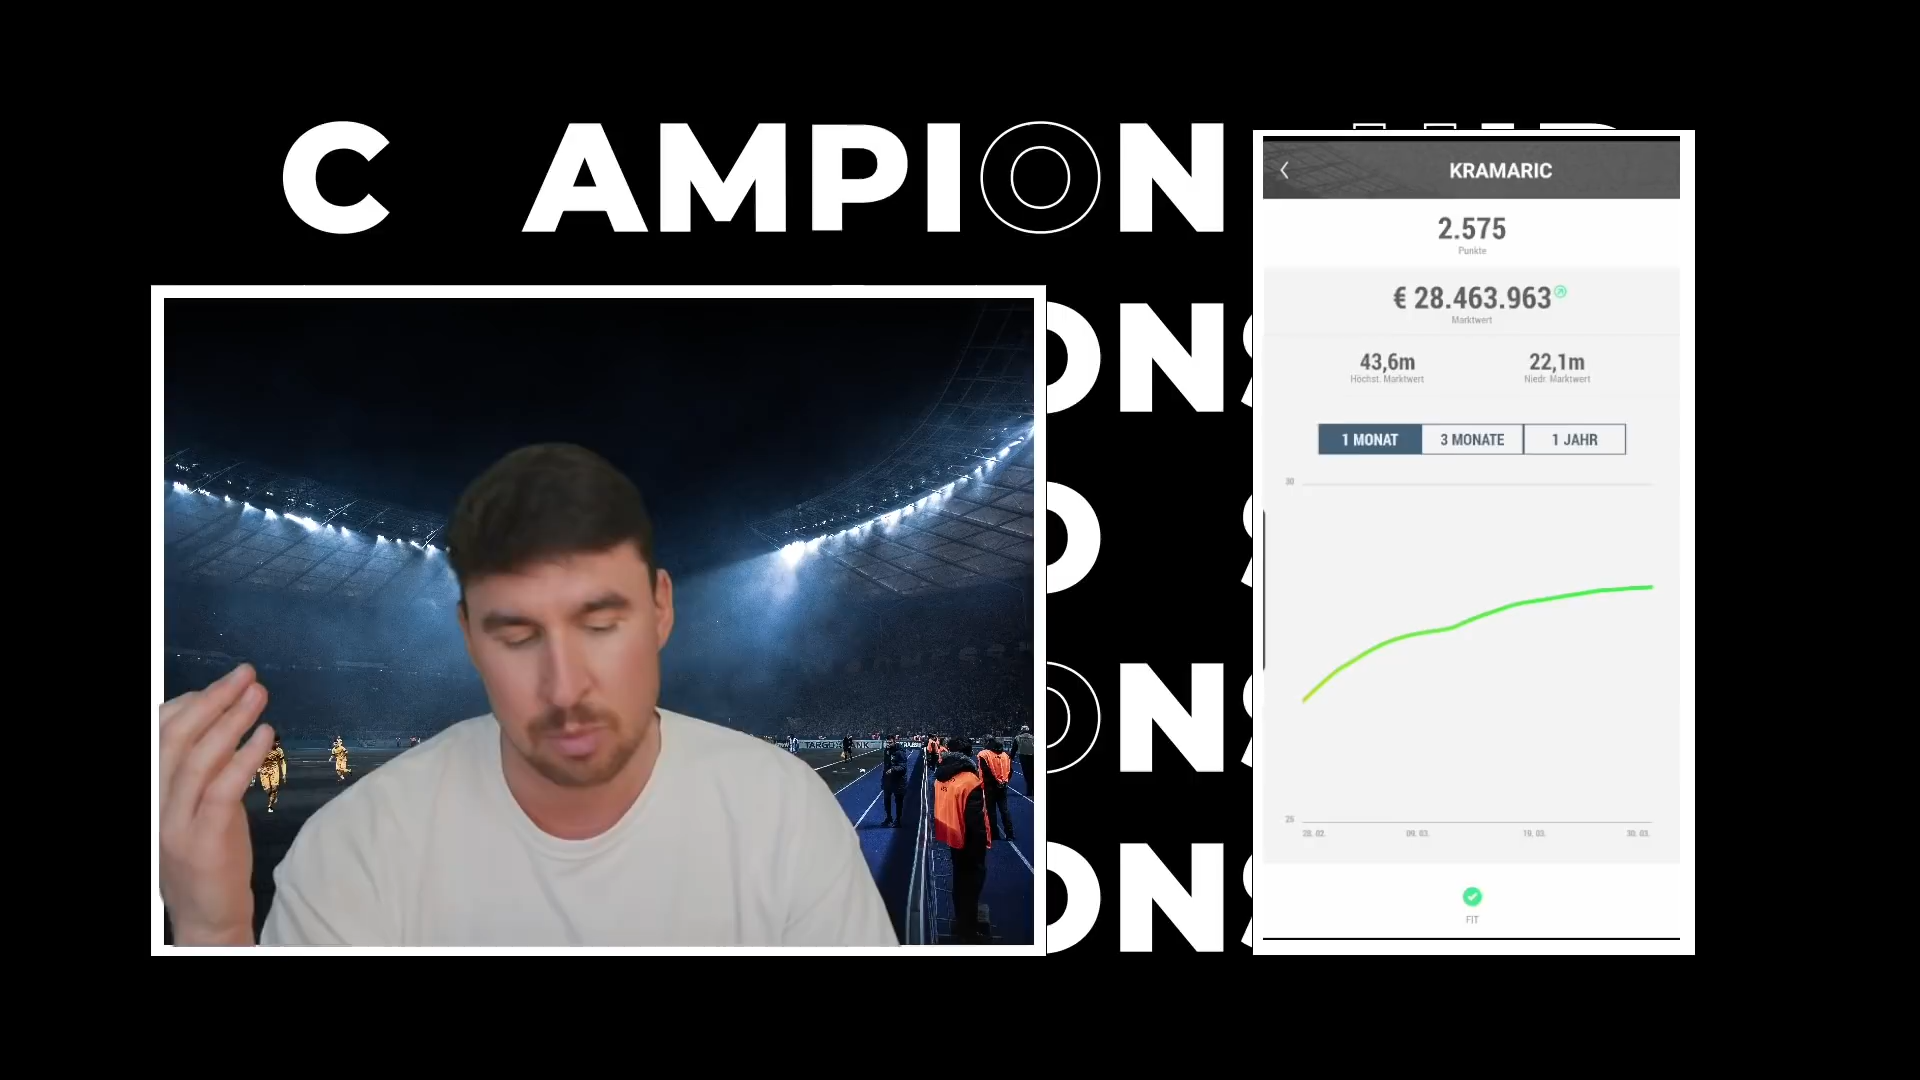 C AMPION
ONS
O S
ONS
ONS
KRAMARIC
2.575
Punkte
€ 28.463.963
Marktwert
43,6m 22,1m
Höchst. Marktwert Niedr. Marktwert
1 MONAT 3 MONATE 1 JAHR
30
25
28. 02. 09. 03. 19. 03. 30. 03.
FIT
TARGOBANK